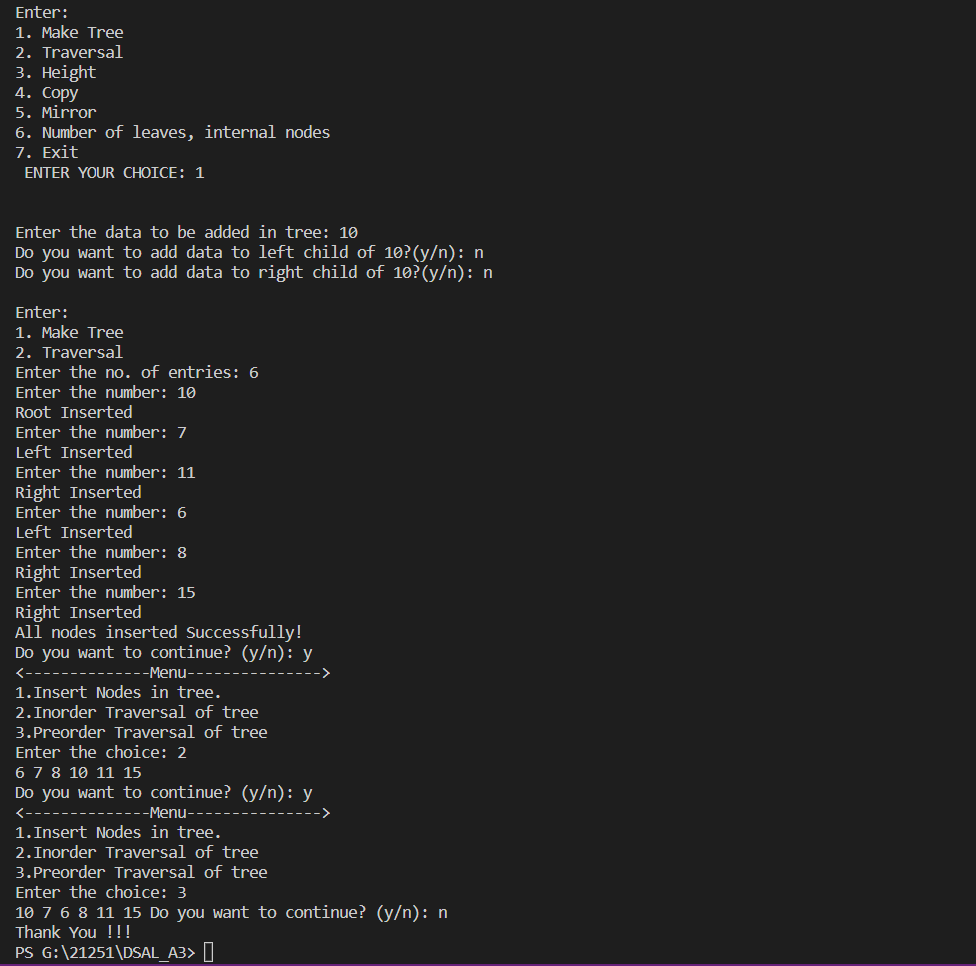 Enter:
1. Make Tree
2. Traversal
3. Height
4. Copy
5. Mirror
6. Number of leaves, internal nodes
7. Exit
ENTER YOUR CHOICE: 1
Enter the data to be added in tree: 10
Do you want to add data to left child of 10?(y/n): n
Do you want to add data to right child of 10?(y/n): n
Enter:
1. Make Tree
2. Traversal
Enter the no. of entries: 6
Enter the number: 10
Root Inserted
Enter the number: 7
Left Inserted
Enter the number: 11
Right Inserted
Enter the number: 6
Left Inserted
Enter the number: 8
Right Inserted
Enter the number: 15
Right Inserted
All nodes inserted Successfully!
Do you want to continue? (y/n): y
<--------------Menu--------------->
1.Insert Nodes in tree.
2.Inorder Traversal of tree
3.Preorder Traversal of tree
Enter the choice: 2
6 7 8 10 11 15
Do you want to continue? (y/n): y
<--------------Menu--------------->
1.Insert Nodes in tree.
2.Inorder Traversal of tree
3.Preorder Traversal of tree
Enter the choice: 3
10 7 6 8 11 15 Do you want to continue? (y/n): n
Thank You !!!
PS G:\21251\DSAL_A3>